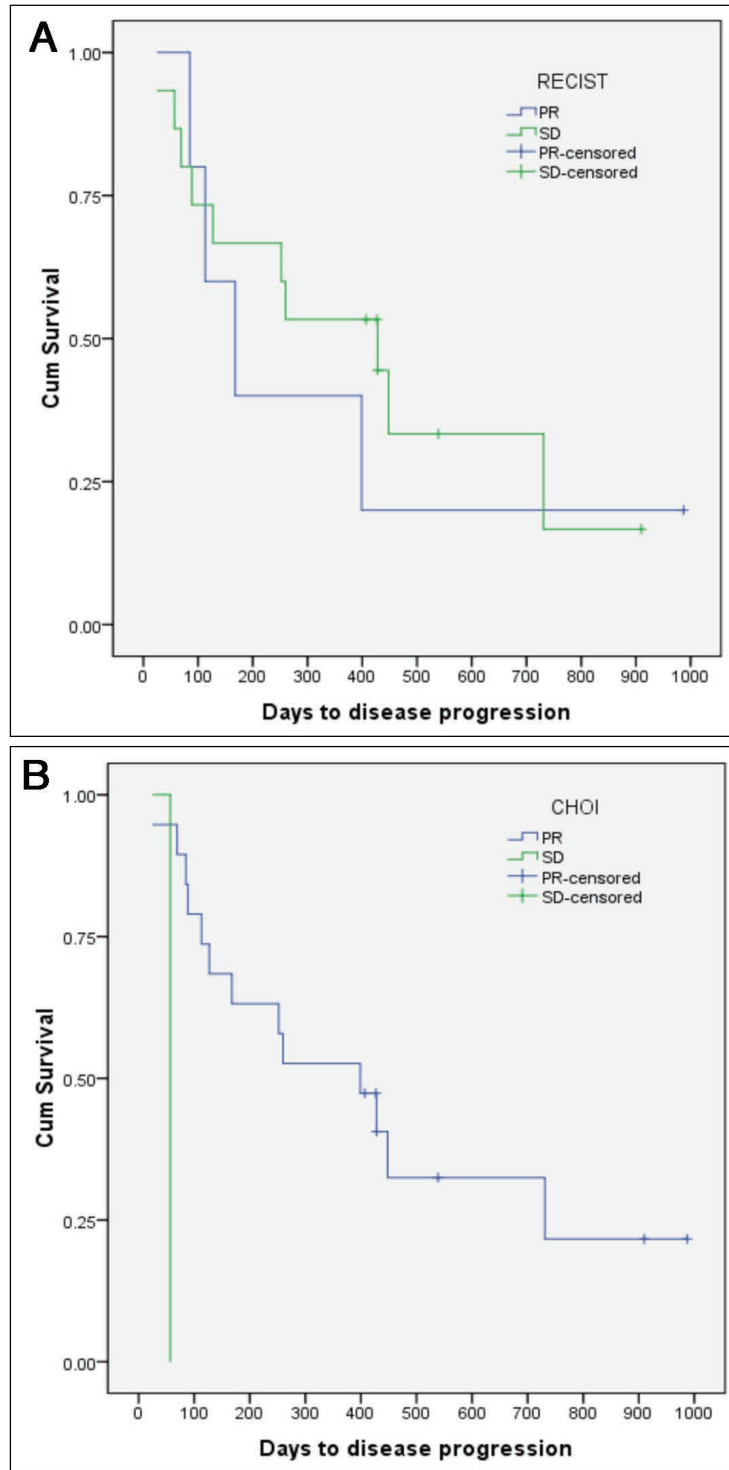 A
RECIST
PR
SD
PR-censored
SD-censored
1.00
0.75
0.50
0.25
0.00
Cum Survival
0 100 200 300 400 500 600 700 800 900 1000
Days to disease progression
B
CHOI
PR
SD
PR-censored
SD-censored
1.00
0.75
0.50
0.25
0.00
Cum Survival
0 100 200 300 400 500 600 700 800 900 1000
Days to disease progression